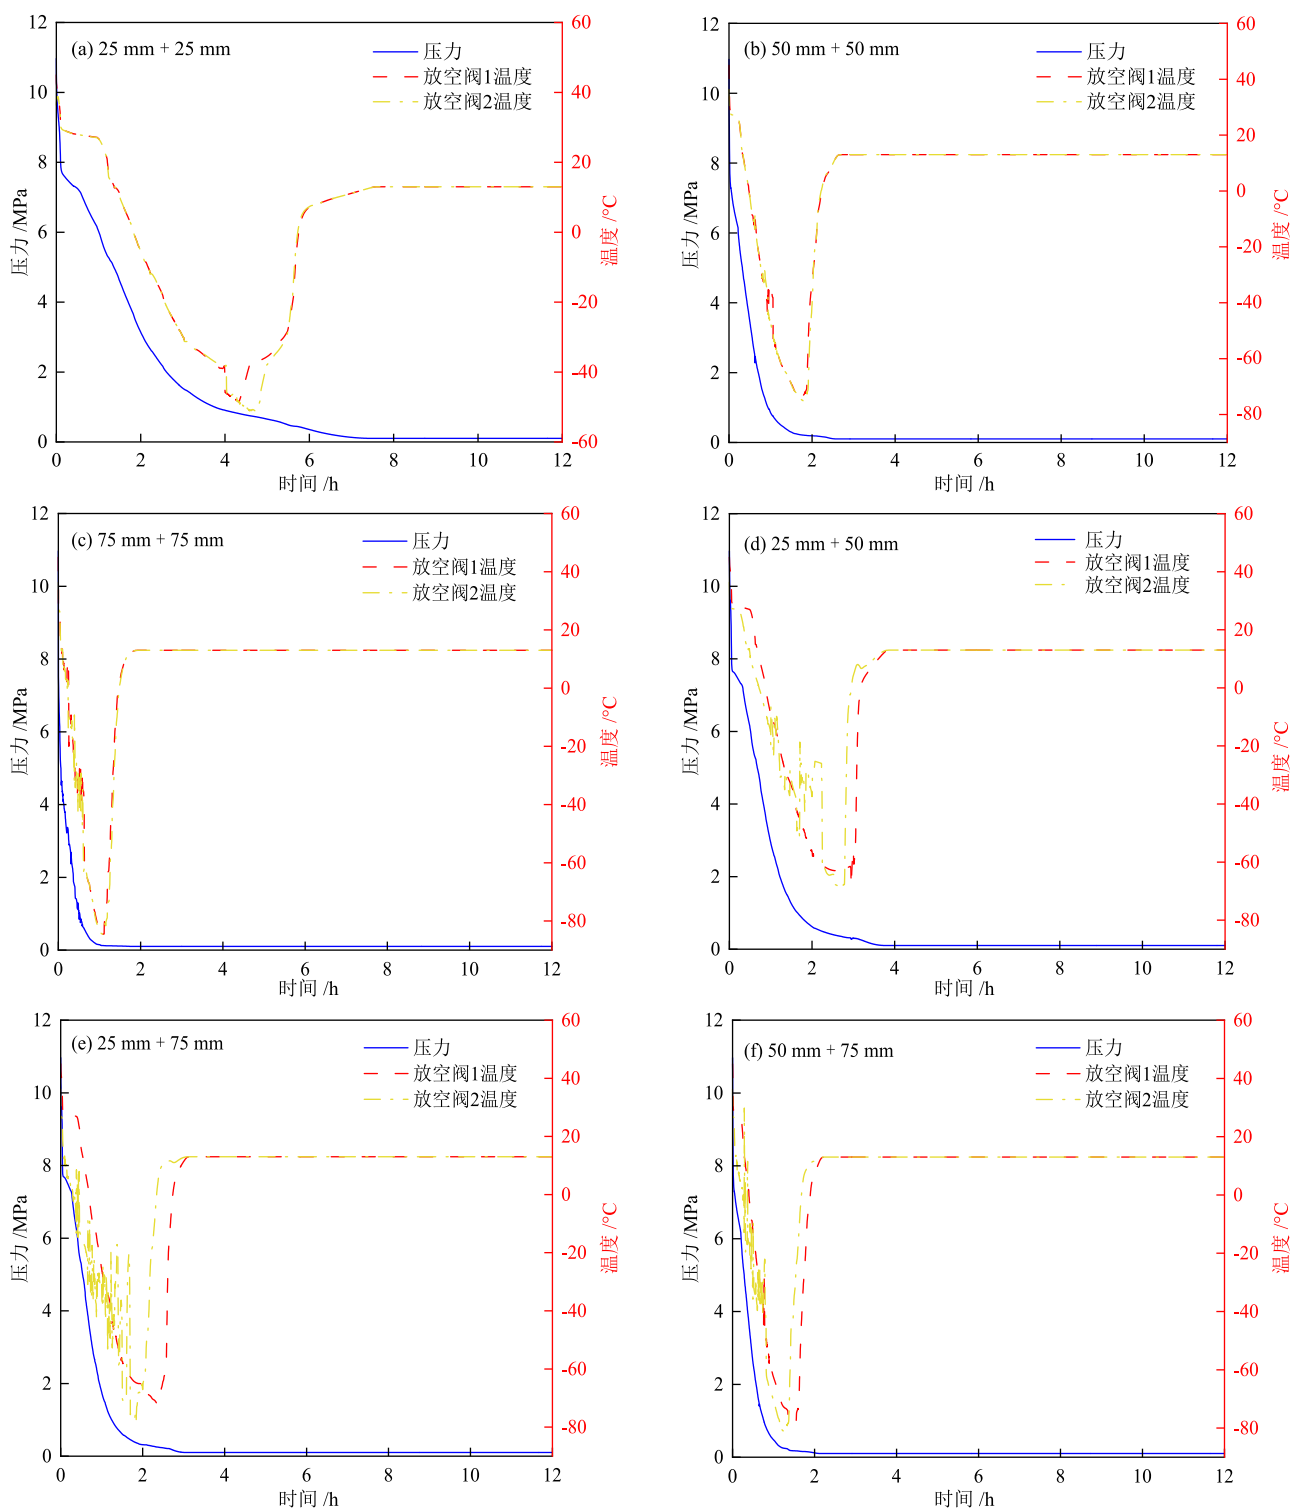 (a) 25 mm + 25 mm
压力
放空阀1温度
放空阀2温度
12
10
8
6
4
2
0
压力 /MPa
60
40
20
0
-20
-40
-60
温度 /°C
0 2 4 6 8 10 12
时间 /h
(b) 50 mm + 50 mm
压力
放空阀1温度
放空阀2温度
12
10
8
6
4
2
0
压力 /MPa
60
40
20
0
-20
-40
-60
-80
温度 /°C
0 2 4 6 8 10 12
时间 /h
(c) 75 mm + 75 mm
压力
放空阀1温度
放空阀2温度
12
10
8
6
4
2
0
压力 /MPa
60
40
20
0
-20
-40
-60
-80
温度 /°C
0 2 4 6 8 10 12
时间 /h
(d) 25 mm + 50 mm
压力
放空阀1温度
放空阀2温度
12
10
8
6
4
2
0
压力 /MPa
60
40
20
0
-20
-40
-60
-80
温度 /°C
0 2 4 6 8 10 12
时间 /h
(e) 25 mm + 75 mm
压力
放空阀1温度
放空阀2温度
12
10
8
6
4
2
0
压力 /MPa
60
40
20
0
-20
-40
-60
-80
温度 /°C
0 2 4 6 8 10 12
时间 /h
(f) 50 mm + 75 mm
压力
放空阀1温度
放空阀2温度
12
10
8
6
4
2
0
压力 /MPa
60
40
20
0
-20
-40
-60
-80
温度 /°C
0 2 4 6 8 10 12
时间 /h